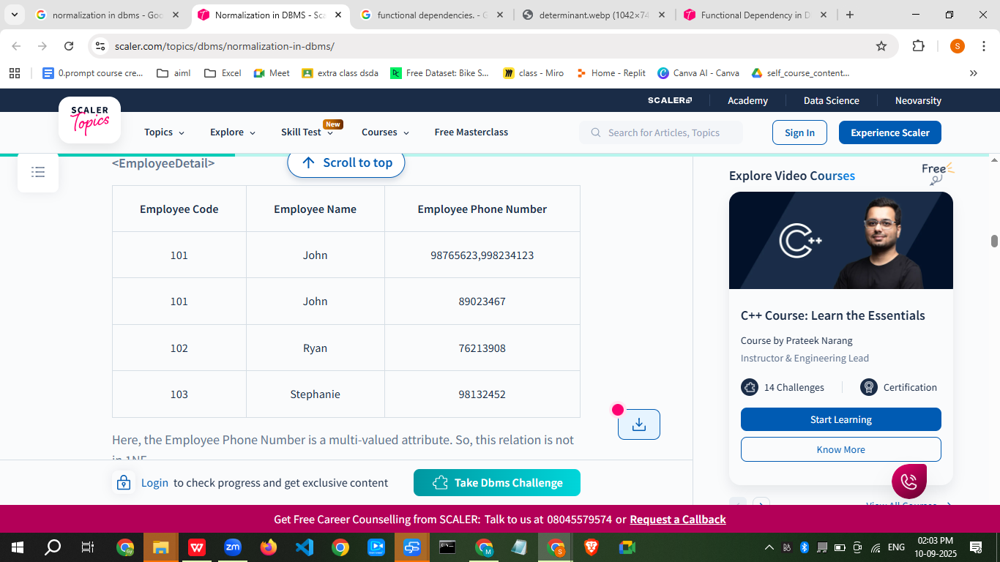 normalization in dbms - Goo
Normalization in DBMS - Sca
functional dependencies. - G
determinant.webp (1042×74
Functional Dependency in D
scaler.com/topics/dbms/normalization-in-dbms/
S
0.prompt course cre...
aiml
Excel
Meet
extra class dsda
Free Dataset: Bike S...
class - Miro
Home - Replit
Canva AI - Canva
self_course_content...
SCALER
Academy
Data Science
Neovarsity
SCALER
Topics
Topics
Explore
Skill Test
New
Courses
Free Masterclass
Search for Articles, Topics
Sign In
Experience Scaler
<EmployeeDetail>
Scroll to top
Employee Code
Employee Name
Employee Phone Number
101
John
98765623,998234123
101
John
89023467
102
Ryan
76213908
103
Stephanie
98132452
Here, the Employee Phone Number is a multi-valued attribute. So, this relation is not
in 1NF
Login to check progress and get exclusive content
Take Dbms Challenge
Explore Video Courses
Free
C++
C++ Course: Learn the Essentials
Course by Prateek Narang
Instructor & Engineering Lead
14 Challenges
Certification
Start Learning
Know More
View All Courses
Get Free Career Counselling from SCALER: Talk to us at 08045579574 or Request a Callback
ENG
02:03 PM
10-09-2025